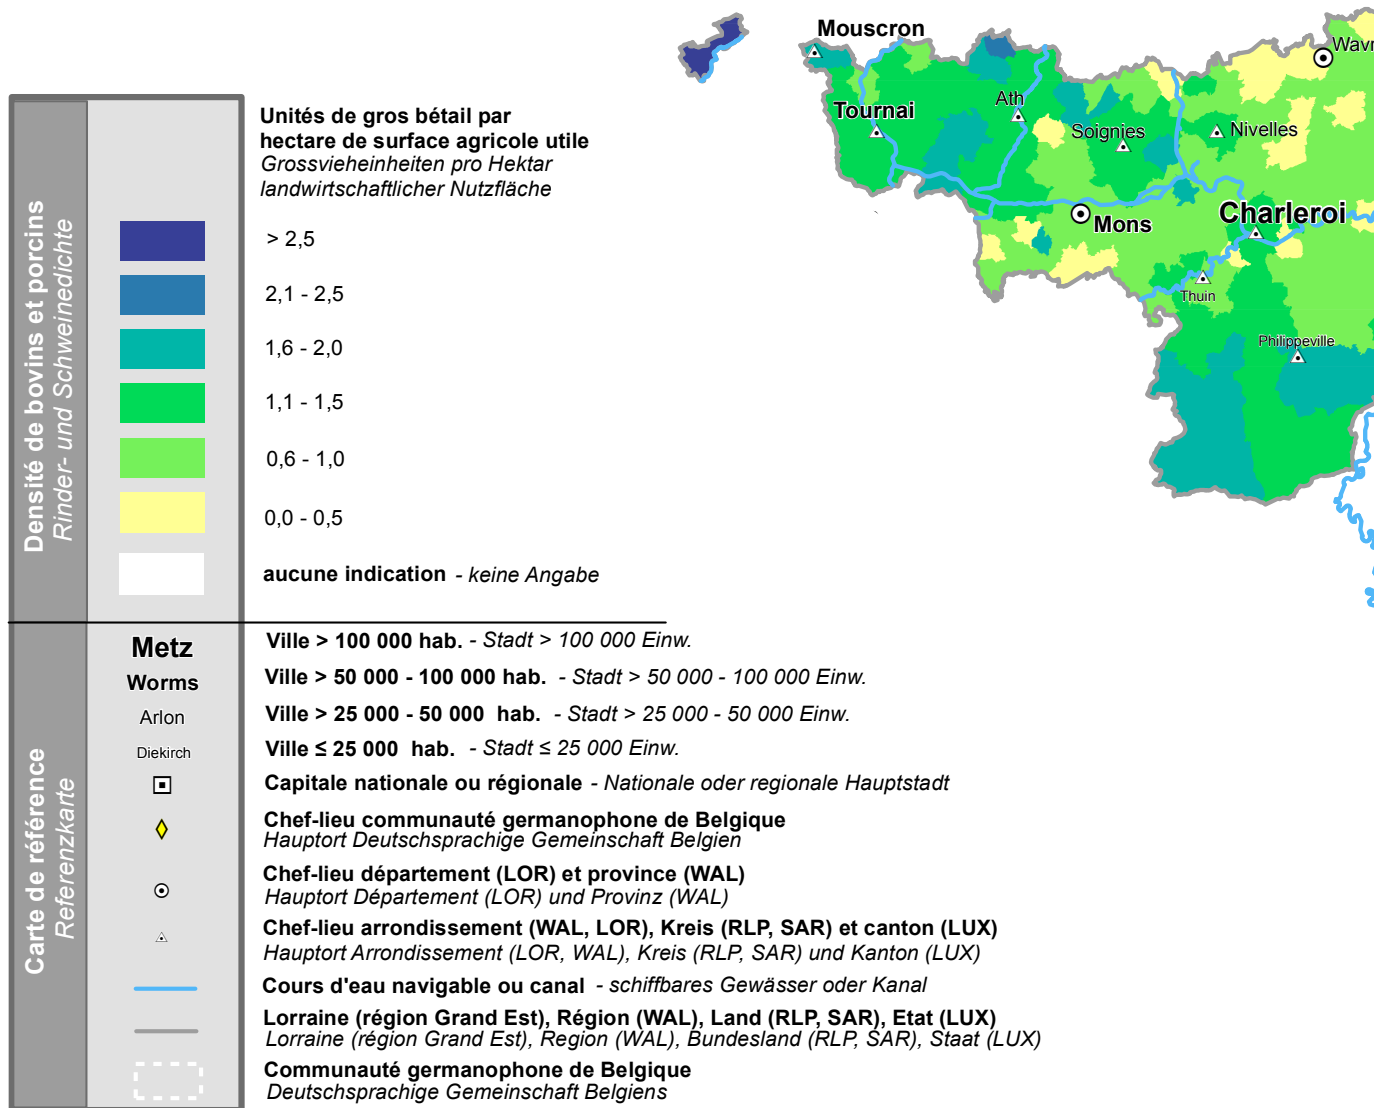 Densité de bovins et porcins
Rinder- und Schweinedichte
Unités de gros bétail par
hectare de surface agricole utile
Grossvieheinheiten pro Hektar
landwirtschaftlicher Nutzfläche
> 2,5
2,1 - 2,5
1,6 - 2,0
1,1 - 1,5
0,6 - 1,0
0,0 - 0,5
aucune indication - keine Angabe
Carte de référence
Referenzkarte
Metz Ville > 100 000 hab. - Stadt > 100 000 Einw.
Worms Ville > 50 000 - 100 000 hab. - Stadt > 50 000 - 100 000 Einw.
Arlon Ville > 25 000 - 50 000 hab. - Stadt > 25 000 - 50 000 Einw.
Diekirch Ville ≤ 25 000 hab. - Stadt ≤ 25 000 Einw.
Capitale nationale ou régionale - Nationale oder regionale Hauptstadt
Chef-lieu communauté germanophone de Belgique
Hauptort Deutschsprachige Gemeinschaft Belgien
Chef-lieu département (LOR) et province (WAL)
Hauptort Département (LOR) und Provinz (WAL)
Chef-lieu arrondissement (WAL, LOR), Kreis (RLP, SAR) et canton (LUX)
Hauptort Arrondissement (LOR, WAL), Kreis (RLP, SAR) und Kanton (LUX)
Cours d'eau navigable ou canal - schiffbares Gewässer oder Kanal
Lorraine (région Grand Est), Région (WAL), Land (RLP, SAR), Etat (LUX)
Lorraine (région Grand Est), Region (WAL), Bundesland (RLP, SAR), Staat (LUX)
Communauté germanophone de Belgique
Deutschsprachige Gemeinschaft Belgiens
Mouscron
Wavr
Ath
Tournai
Soignies
Nivelles
Charleroi
Mons
Thuin
Philippeville